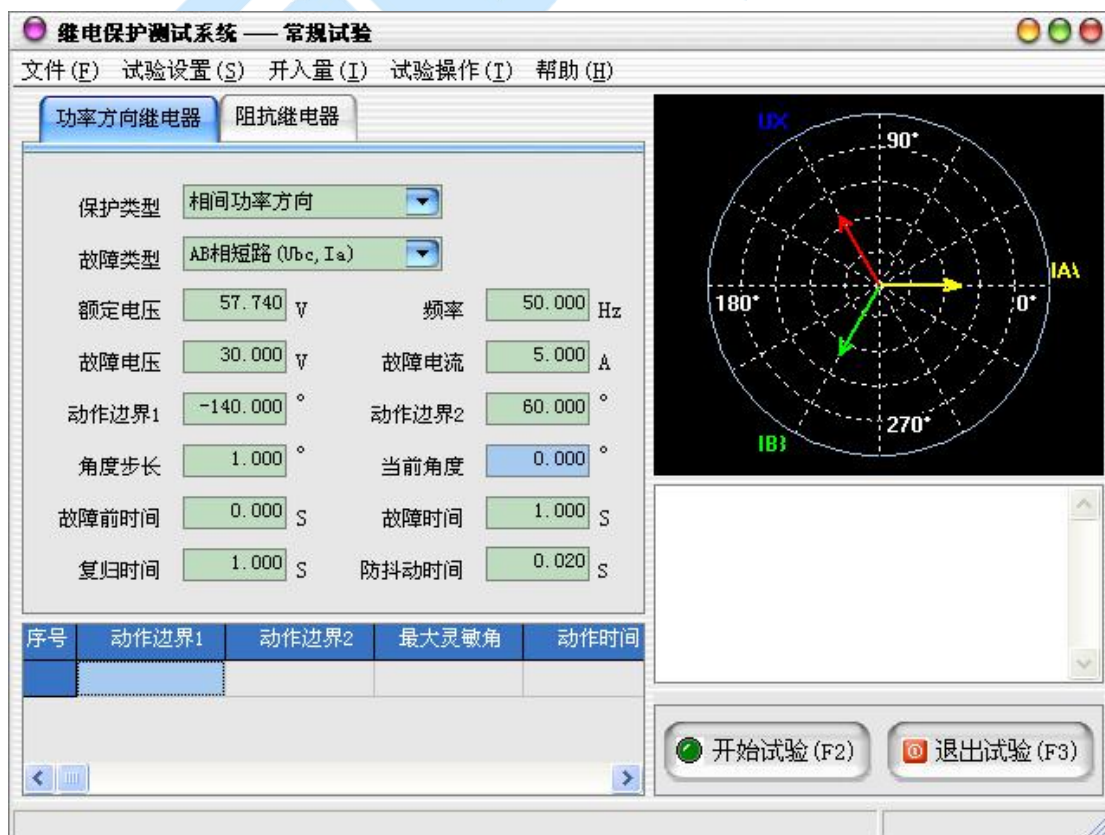 继电保护测试系统 — 常规试验
文件(F) 试验设置(S) 开入量(I) 试验操作(T) 帮助(H)
功率方向继电器 阻抗继电器
保护类型 相间功率方向
故障类型 AB相短路(Ubc,Ia)
额定电压 57.740 V 频率 50.000 Hz
故障电压 30.000 V 故障电流 5.000 A
动作边界1 -140.000 ° 动作边界2 60.000 °
角度步长 1.000 ° 当前角度 0.000 °
故障前时间 0.000 S 故障时间 1.000 S
复归时间 1.000 S 防抖动时间 0.020 S
序号 动作边界1 动作边界2 最大灵敏角 动作时间
90°
180°
0°
270°
开始试验(F2) 退出试验(F3)